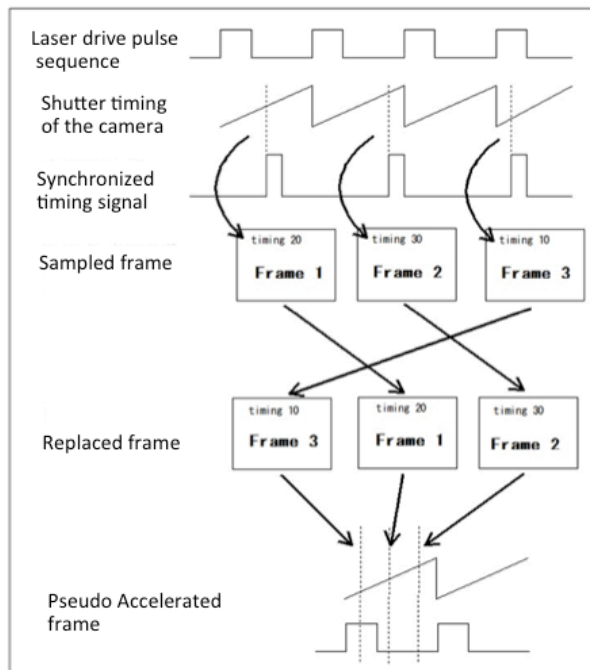 Laser drive pulse
sequence
Shutter timing
of the camera
Synchronized
timing signal
Sampled frame
timing 20
Frame 1
timing 30
Frame 2
timing 10
Frame 3
Replaced frame
timing 10
Frame 3
timing 20
Frame 1
timing 30
Frame 2
Pseudo Accelerated
frame